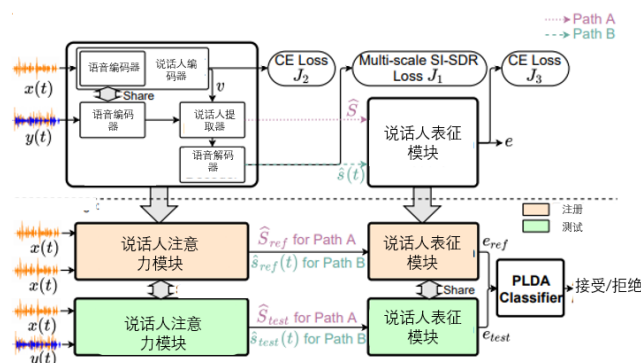 Path A
Path B
语音编码器
说话人编码器
CE Loss
J₂
Multi-scale SI-SDR
Loss J₁
CE Loss
J₃
x(t)
Share
v
y(t)
语音编码器
说话人提取器
Ŝ
说话人表征模块
e
语音解码器
ŝ(t)
注册
测试
x(t)
x(t)
说话人注意力模块
Ŝref for Path A
ŝref(t) for Path B
说话人表征模块
eref
Share
PLDA
Classifier
接受/拒绝
x(t)
y(t)
说话人注意力模块
Ŝtest for Path A
ŝtest(t) for Path B
说话人表征模块
etest